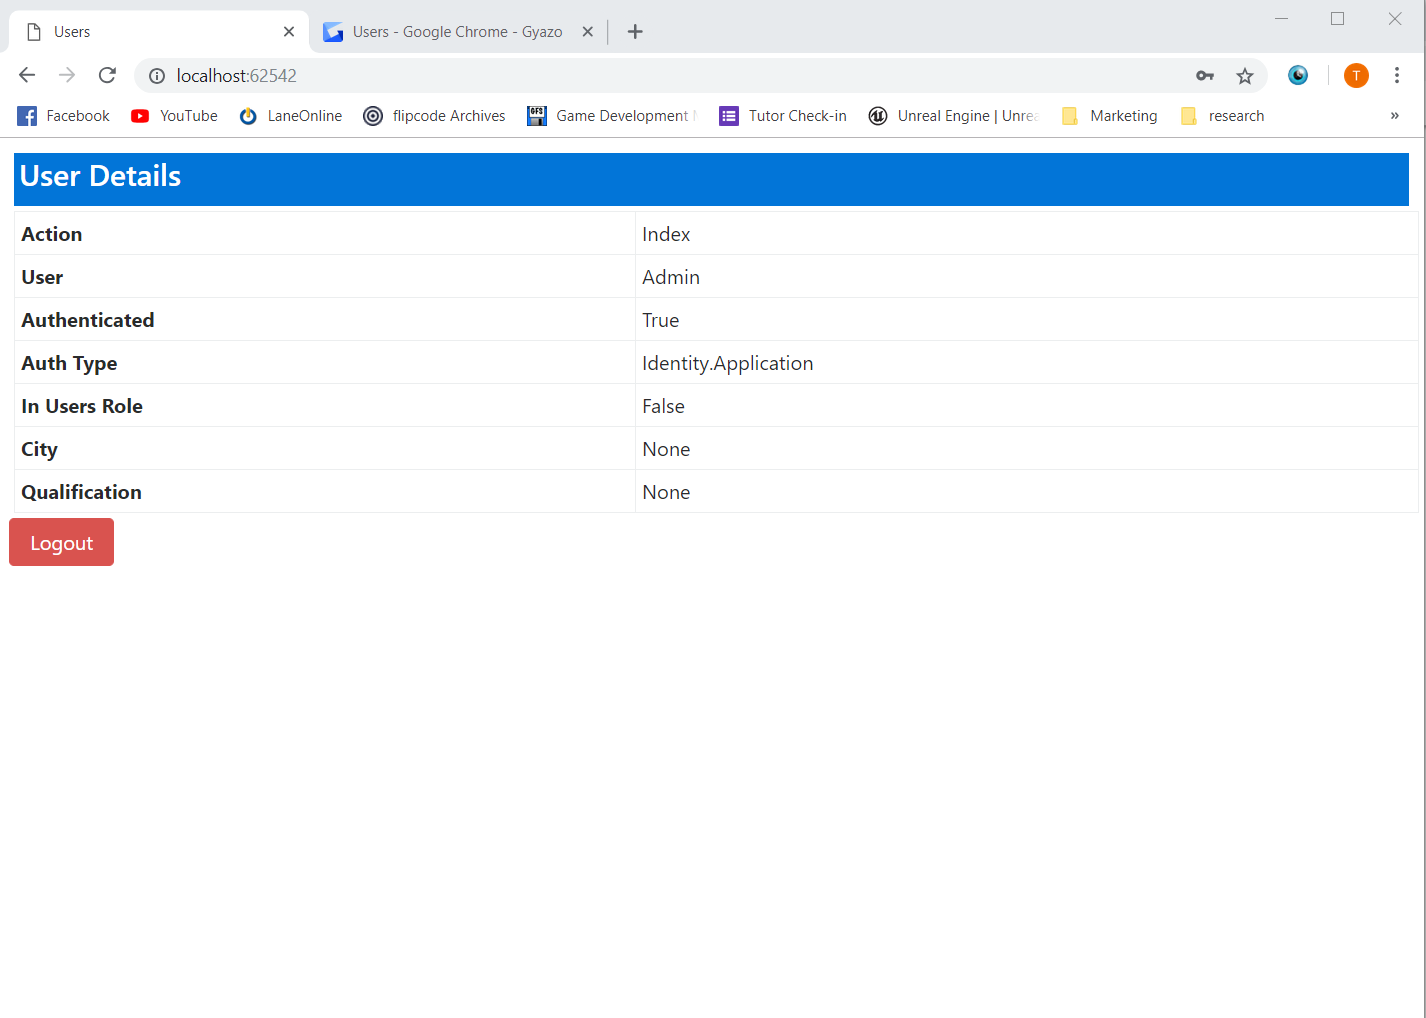 Users
Users - Google Chrome - Gyazo
localhost:62542
T
Facebook
YouTube
LaneOnline
flipcode Archives
GFS
Game Development
Tutor Check-in
Unreal Engine | Unrea
Marketing
research
»
User Details
Action Index
User Admin
Authenticated True
Auth Type Identity.Application
In Users Role False
City None
Qualification None
Logout